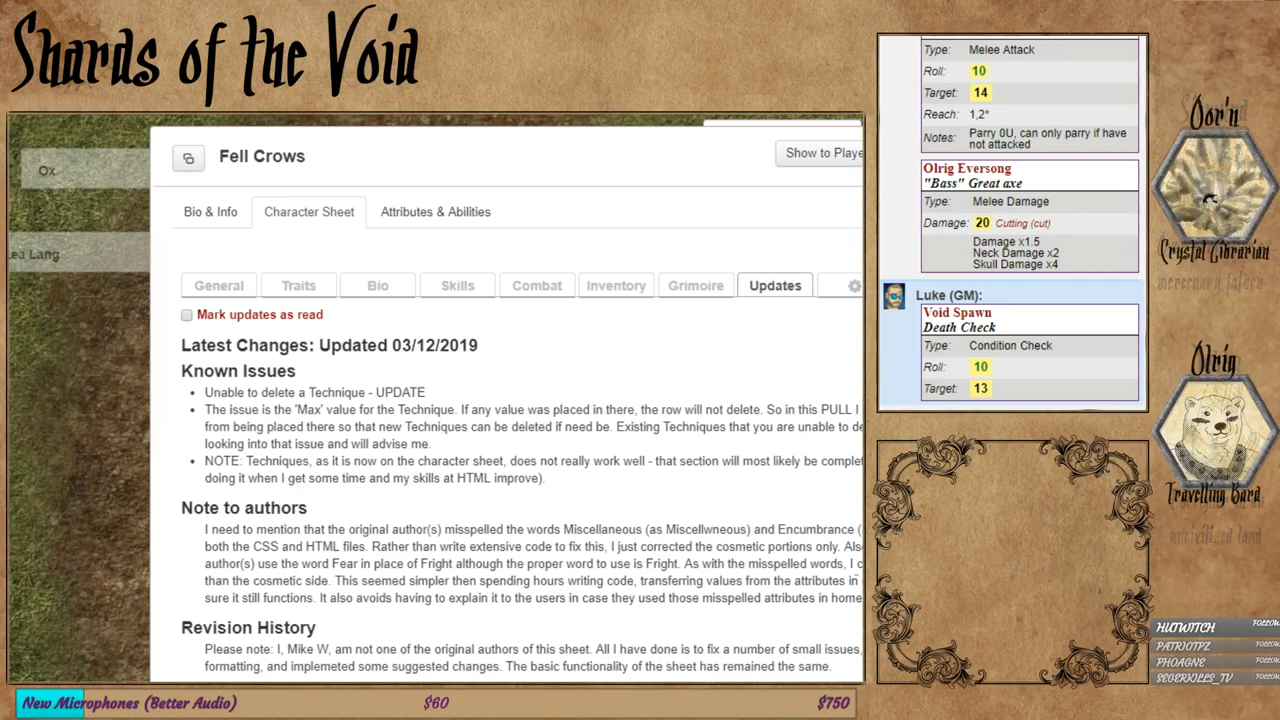 Shards of the Void
Ox
ea Lang
Fell Crows
Show to Playe
Bio & Info
Character Sheet
Attributes & Abilities
General
Traits
Bio
Skills
Combat
Inventory
Grimoire
Updates
Mark updates as read
Latest Changes: Updated 03/12/2019
Known Issues
Unable to delete a Technique - UPDATE
The issue is the 'Max' value for the Technique. If any value was placed in there, the row will not delete. So in this PULL I
from being placed there so that new Techniques can be deleted if need be. Existing Techniques that you are unable to de
looking into that issue and will advise me.
NOTE: Techniques, as it is now on the character sheet, does not really work well - that section will most likely be complet
doing it when I get some time and my skills at HTML improve).
Note to authors
I need to mention that the original author(s) misspelled the words Miscellaneous (as Miscellwneous) and Encumbrance (
both the CSS and HTML files. Rather than write extensive code to fix this, I just corrected the cosmetic portions only. Als
author(s) use the word Fear in place of Fright although the proper word to use is Fright. As with the misspelled words, I c
than the cosmetic side. This seemed simpler then spending hours writing code, transferring values from the attributes in
sure it still functions. It also avoids having to explain it to the users in case they used those misspelled attributes in home
Revision History
Please note: I, Mike W, am not one of the original authors of this sheet. All I have done is to fix a number of small issues,
formatting, and implemeted some suggested changes. The basic functionality of the sheet has remained the same.
New Microphones (Better Audio)
$60
$750
Type: Melee Attack
Roll: 10
Target: 14
Reach: 1,2*
Notes: Parry 0U, can only parry if have
not attacked
Olrig Eversong
"Bass" Great axe
Type: Melee Damage
Damage: 20 Cutting (cut)
Damage x1.5
Neck Damage x2
Skull Damage x4
Luke (GM):
Void Spawn
Death Check
Type: Condition Check
Roll: 10
Target: 13
Oor'n
Crystal Librarian
Olrig
Travelling Bard
HUTWITCH FOLLOW
PATRIOTPZ FOLLOW
PHOAGNE FOLLOW
SEGERKILLS_TV FOLLOW